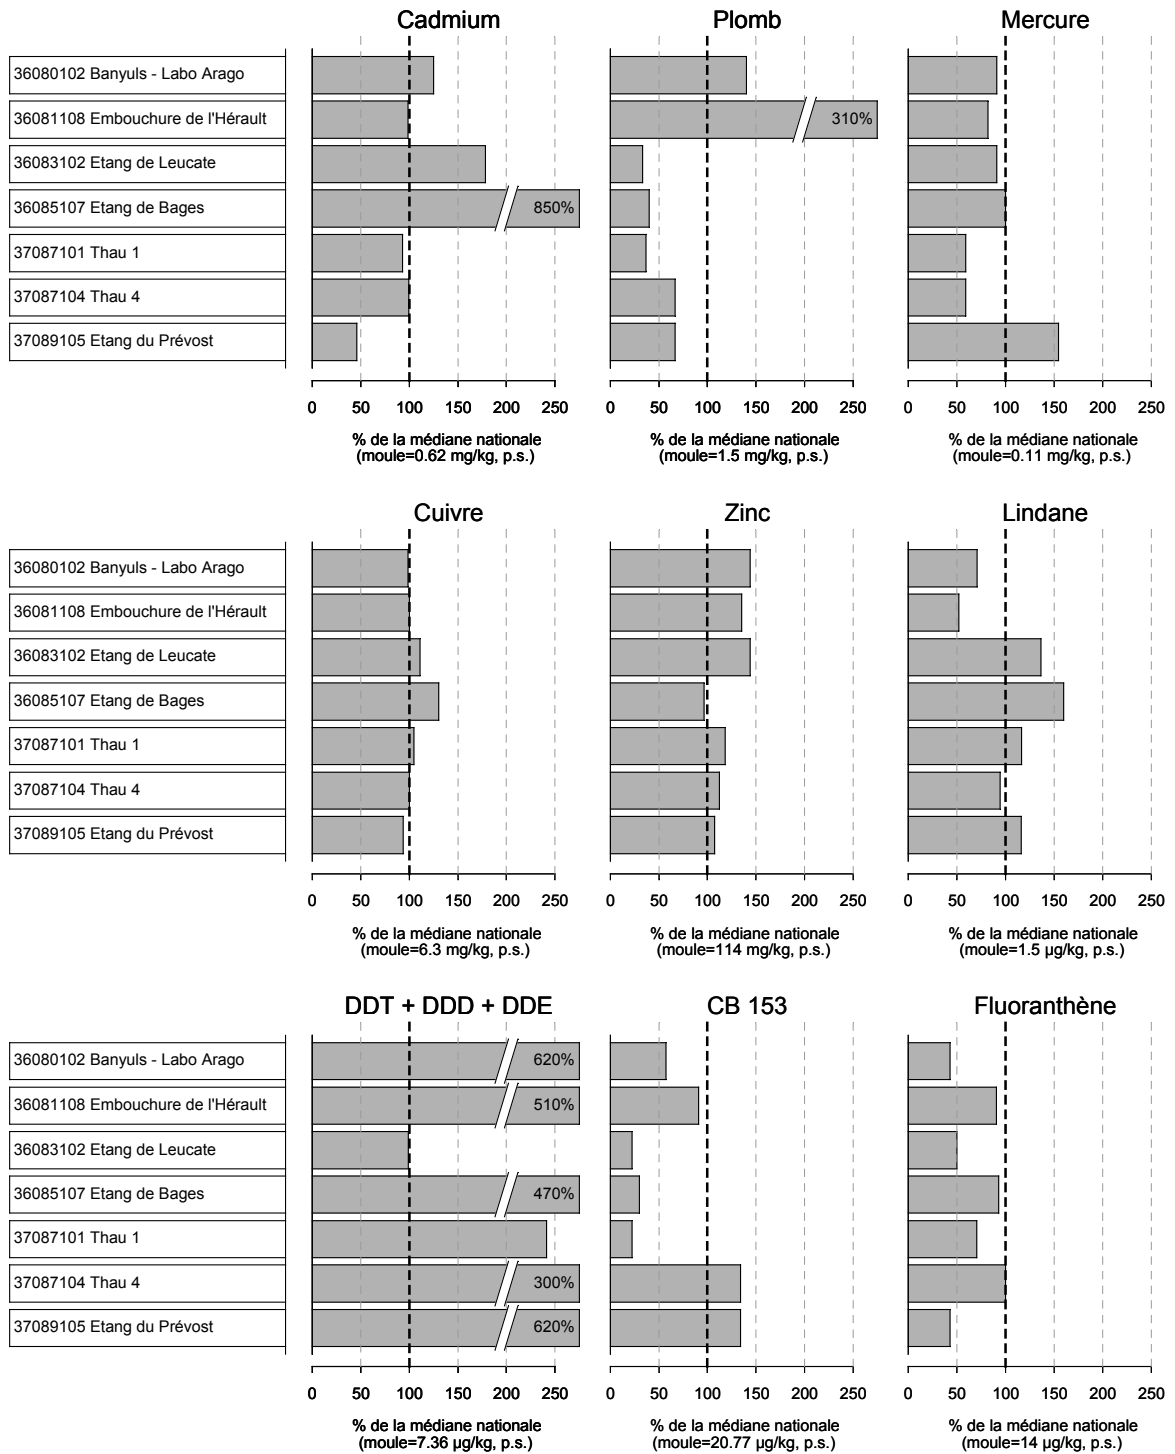 Cadmium Plomb Mercure
36080102 Banyuls - Labo Arago
36081108 Embouchure de l'Hérault 310%
36083102 Etang de Leucate
36085107 Etang de Bages 850%
37087101 Thau 1
37087104 Thau 4
37089105 Etang du Prévost
0 50 100 150 200 250 0 50 100 150 200 250 0 50 100 150 200 250
% de la médiane nationale % de la médiane nationale % de la médiane nationale
(moule=0.62 mg/kg, p.s.) (moule=1.5 mg/kg, p.s.) (moule=0.11 mg/kg, p.s.)
Cuivre Zinc Lindane
36080102 Banyuls - Labo Arago
36081108 Embouchure de l'Hérault
36083102 Etang de Leucate
36085107 Etang de Bages
37087101 Thau 1
37087104 Thau 4
37089105 Etang du Prévost
0 50 100 150 200 250 0 50 100 150 200 250 0 50 100 150 200 250
% de la médiane nationale % de la médiane nationale % de la médiane nationale
(moule=6.3 mg/kg, p.s.) (moule=114 mg/kg, p.s.) (moule=1.5 µg/kg, p.s.)
DDT + DDD + DDE CB 153 Fluoranthène
36080102 Banyuls - Labo Arago 620%
36081108 Embouchure de l'Hérault 510%
36083102 Etang de Leucate
36085107 Etang de Bages 470%
37087101 Thau 1
37087104 Thau 4 300%
37089105 Etang du Prévost 620%
0 50 100 150 200 250 0 50 100 150 200 250 0 50 100 150 200 250
% de la médiane nationale % de la médiane nationale % de la médiane nationale
(moule=7.36 µg/kg, p.s.) (moule=20.77 µg/kg, p.s.) (moule=14 µg/kg, p.s.)